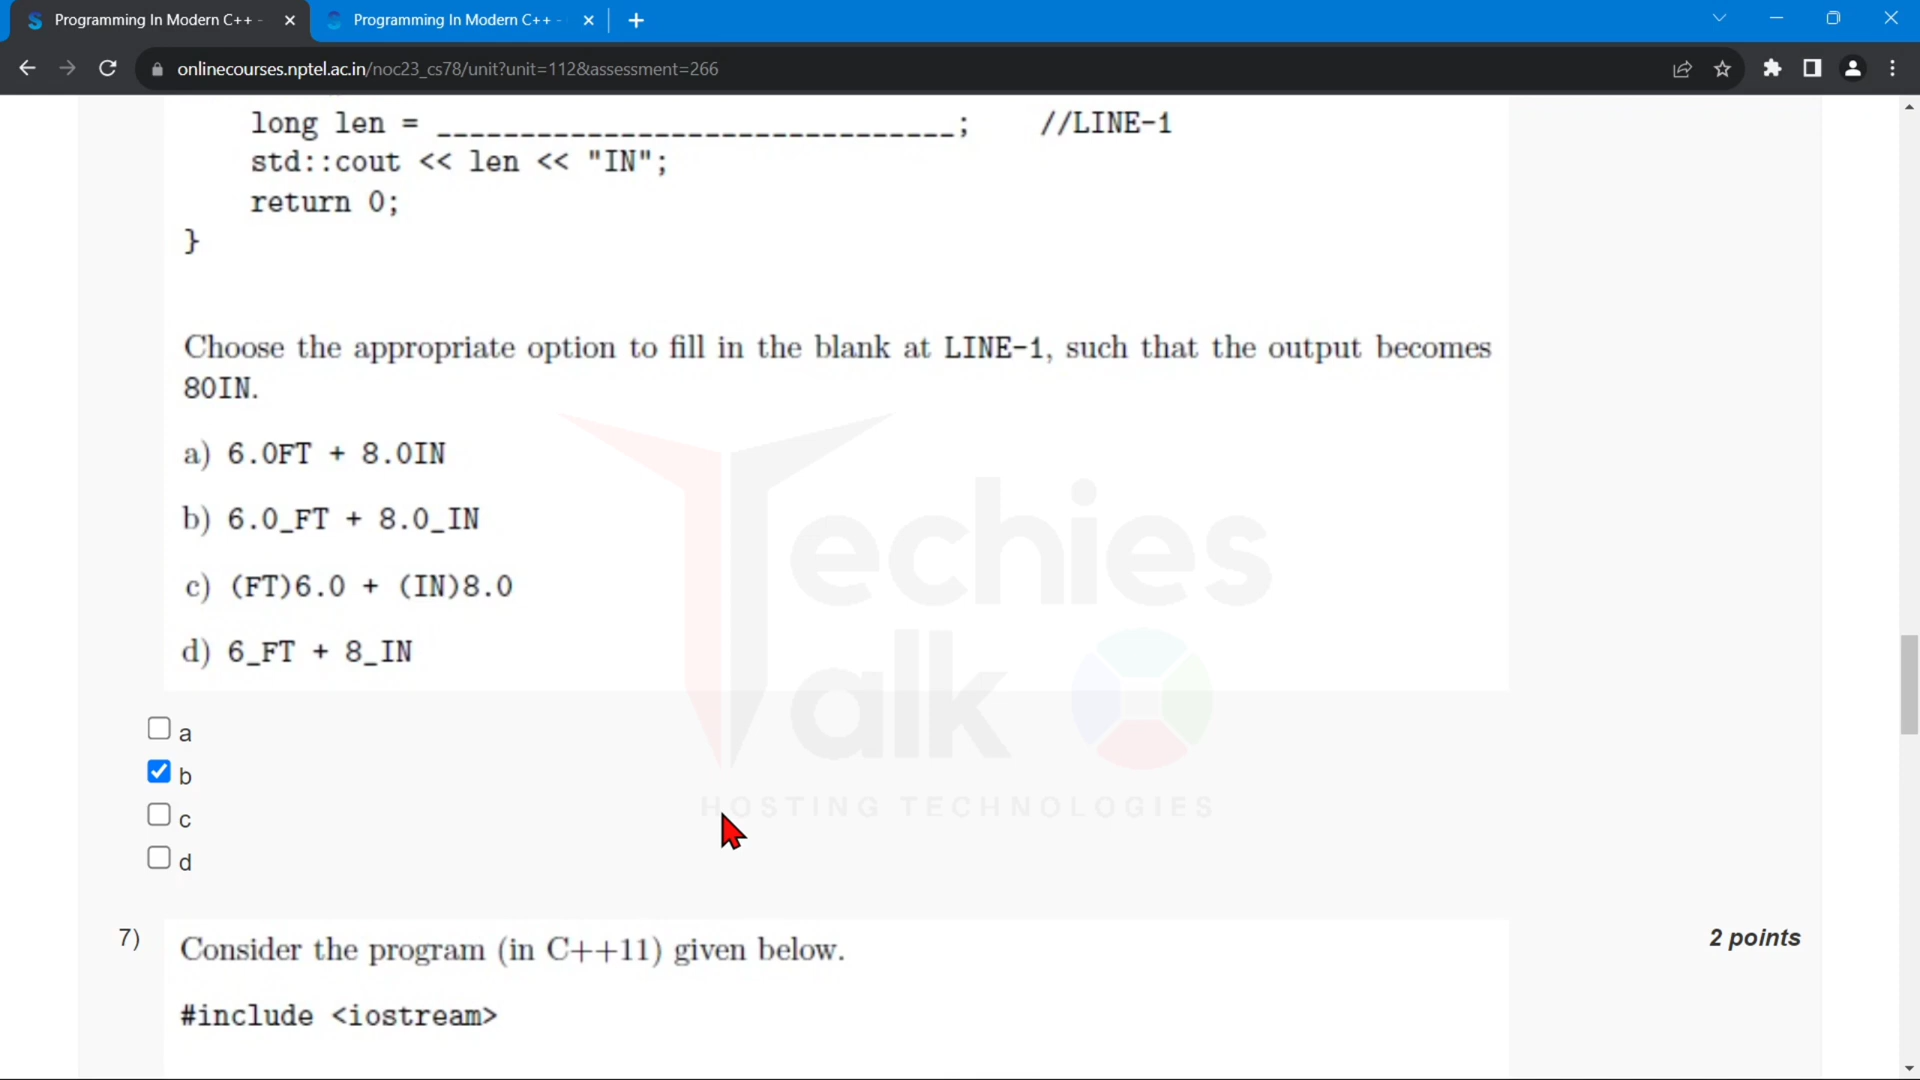 Programming In Modern C++ -
Programming In Modern C++ -
onlinecourses.nptel.ac.in/noc23_cs78/unit?unit=112&assessment=266
long len = _______________________________; //LINE-1
std::cout << len << "IN";
return 0;
}
Choose the appropriate option to fill in the blank at LINE-1, such that the output becomes
80IN.
a) 6.0FT + 8.0IN
b) 6.0_FT + 8.0_IN
c) (FT)6.0 + (IN)8.0
d) 6_FT + 8_IN
Techies
Talk
HOSTING TECHNOLOGIES
a
b
c
d
7) Consider the program (in C++11) given below. 2 points
#include <iostream>